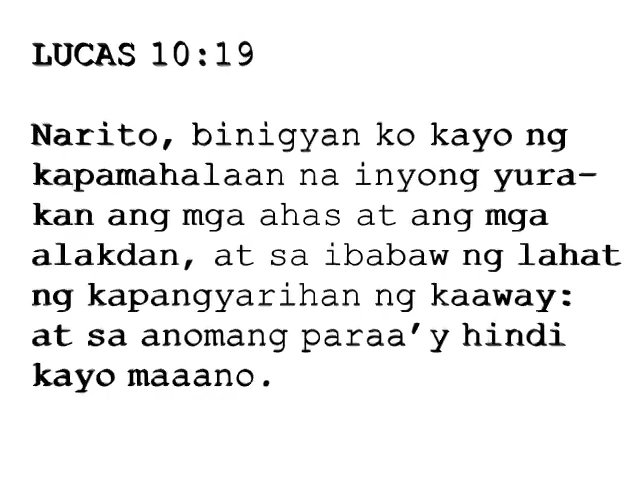 LUCAS 10:19
Narito, binigyan ko kayo ng
kapamahalaan na inyong yura-
kan ang mga ahas at ang mga
alakdan, at sa ibabaw ng lahat
ng kapangyarihan ng kaaway:
at sa anomang paraa'y hindi
kayo maaano.